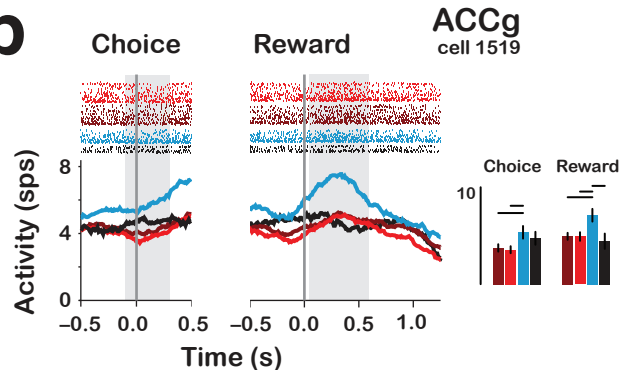 b
ACCg
cell 1519
Choice
Reward
8
4
0
Activity (sps)
−0.5 0.0 0.5
−0.5 0.0 0.5 1.0
Time (s)
Choice Reward
10